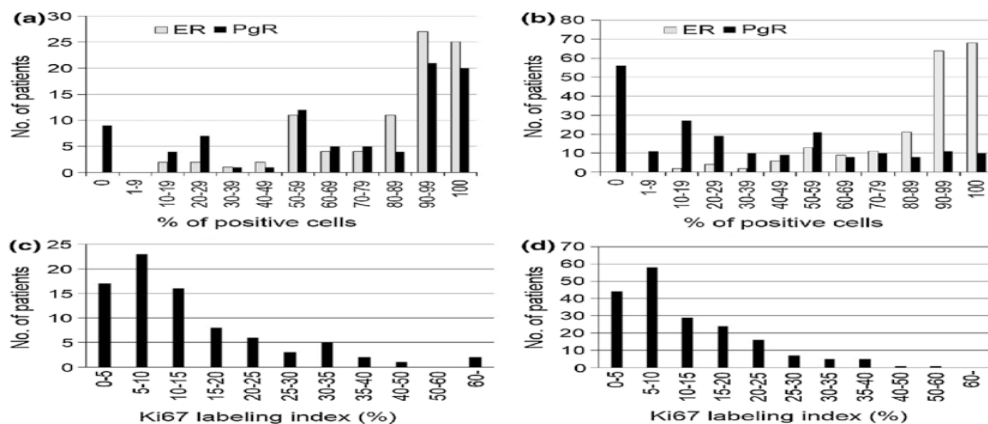 (a)
ER PgR
No. of patients
30
25
20
15
10
5
0
0 1-9 10-19 20-29 30-39 40-49 50-59 60-69 70-79 80-89 90-99 100
% of positive cells
(b)
ER PgR
No. of patients
80
70
60
50
40
30
20
10
0
0 1-9 10-19 20-29 30-39 40-49 50-59 60-69 70-79 80-89 90-99 100
% of positive cells
(c)
No. of patients
25
20
15
10
5
0
0-5 5-10 10-15 15-20 20-25 25-30 30-35 35-40 40-50 50-60 60-
Ki67 labeling index (%)
(d)
No. of patients
70
60
50
40
30
20
10
0
0-5 5-10 10-15 15-20 20-25 25-30 30-35 35-40 40-50 50-60 60-
Ki67 labeling index (%)